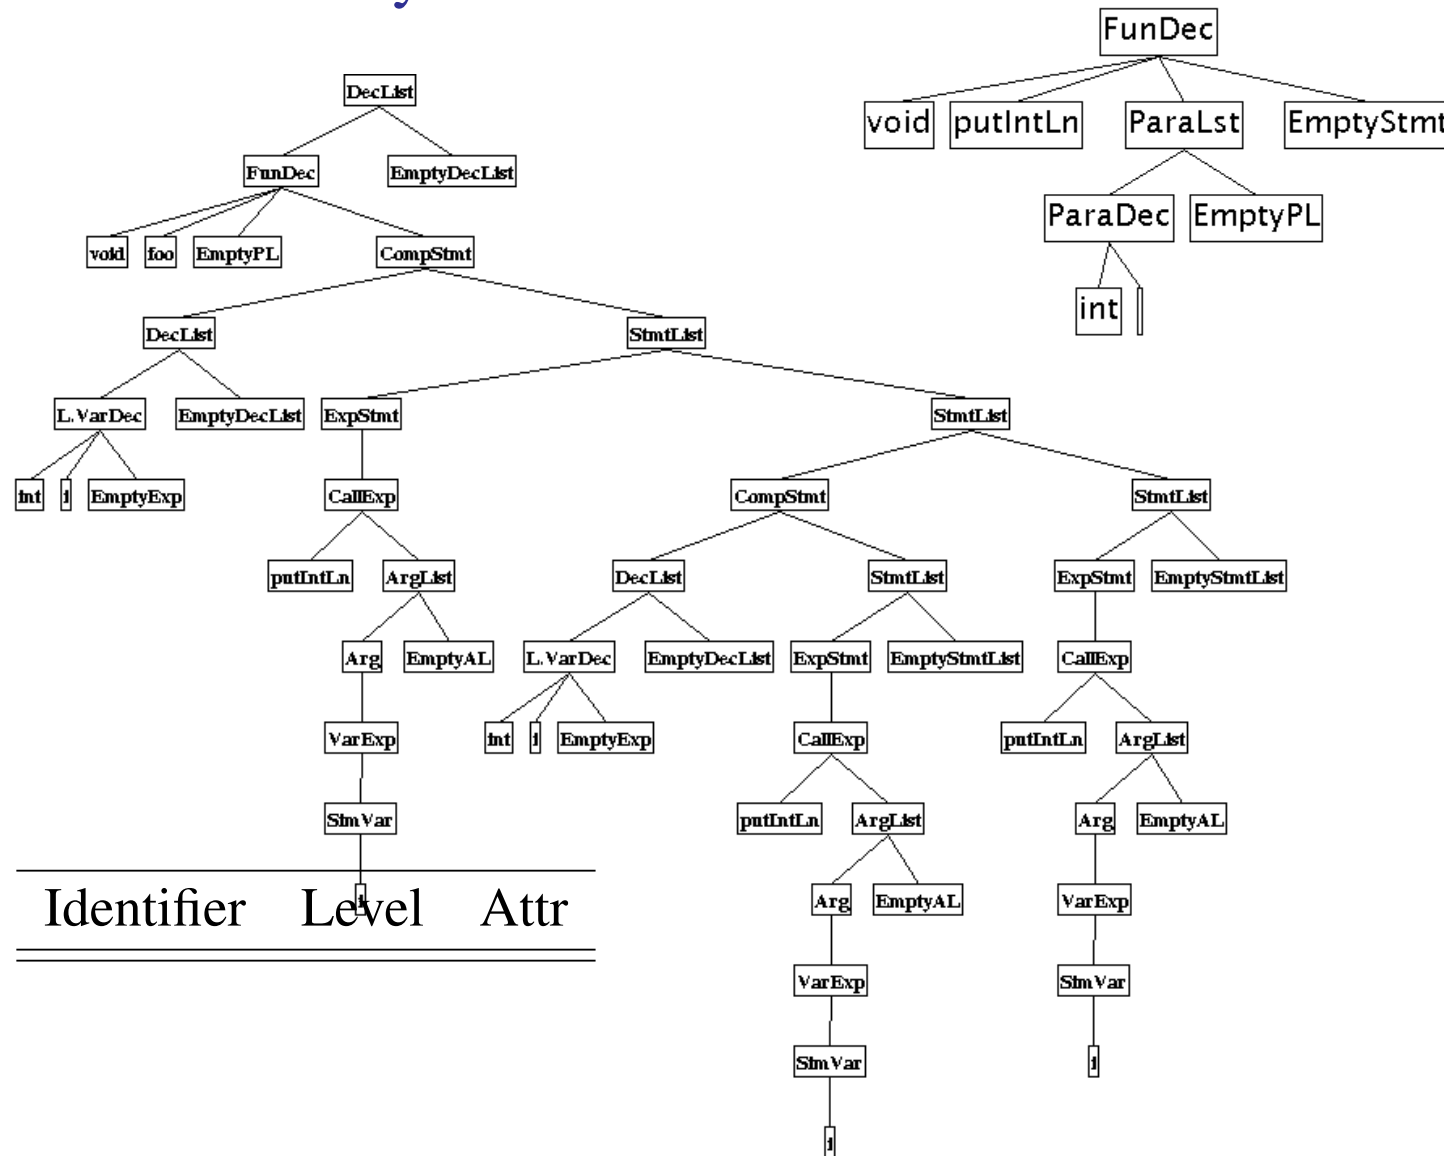 FunDec
void putIntLn ParaLst EmptyStmt
ParaDec EmptyPL
int
DecList
FunDec EmptyDecList
void foo EmptyPL CompStmt
DecList StmtList
L.VarDec EmptyDecList ExpStmt StmtList
int i EmptyExp CallExp CompStmt StmtList
putIntLn ArgList DecList StmtList ExpStmt EmptyStmtList
Arg EmptyAL L.VarDec EmptyDecList ExpStmt EmptyStmtList CallExp
VarExp int i EmptyExp CallExp putIntLn ArgList
SimVar putIntLn ArgList Arg EmptyAL
i Arg EmptyAL VarExp
Identifier Level Attr
VarExp SimVar
SimVar i
i